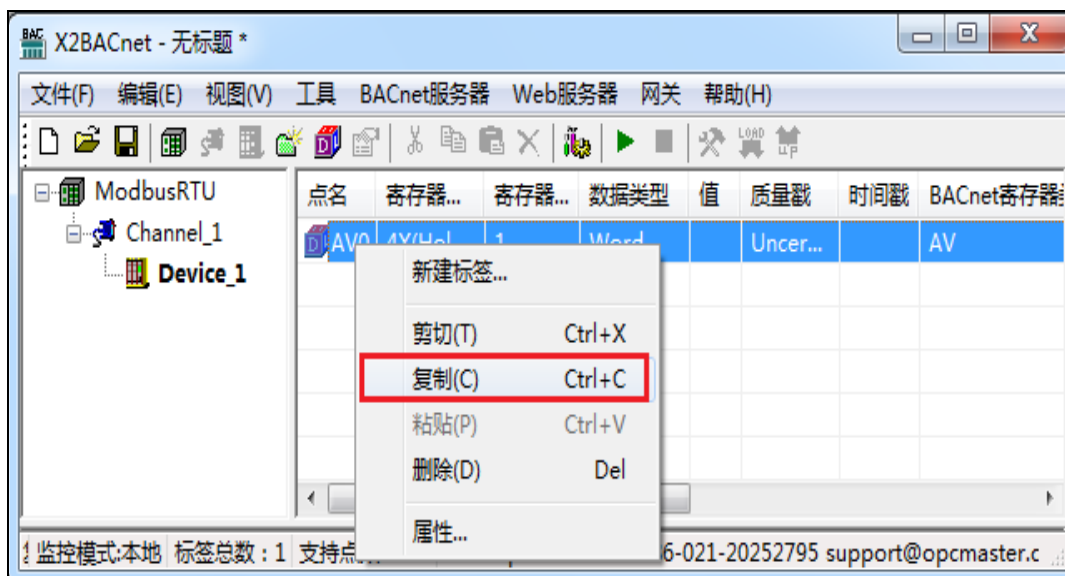 BAC X2BACnet - 无标题 *
文件(F) 编辑(E) 视图(V) 工具 BACnet服务器 Web服务器 网关 帮助(H)
LOAD UP
ModbusRTU
Channel_1
Device_1
点名 寄存器... 寄存器... 数据类型 值 质量戳 时间戳 BACnet寄存器
AV0 4X(Hol 1 Word Uncer... AV
新建标签...
剪切(T) Ctrl+X
复制(C) Ctrl+C
粘贴(P) Ctrl+V
删除(D) Del
属性...
监控模式:本地 标签总数:1 支持点 6-021-20252795 support@opcmaster.c